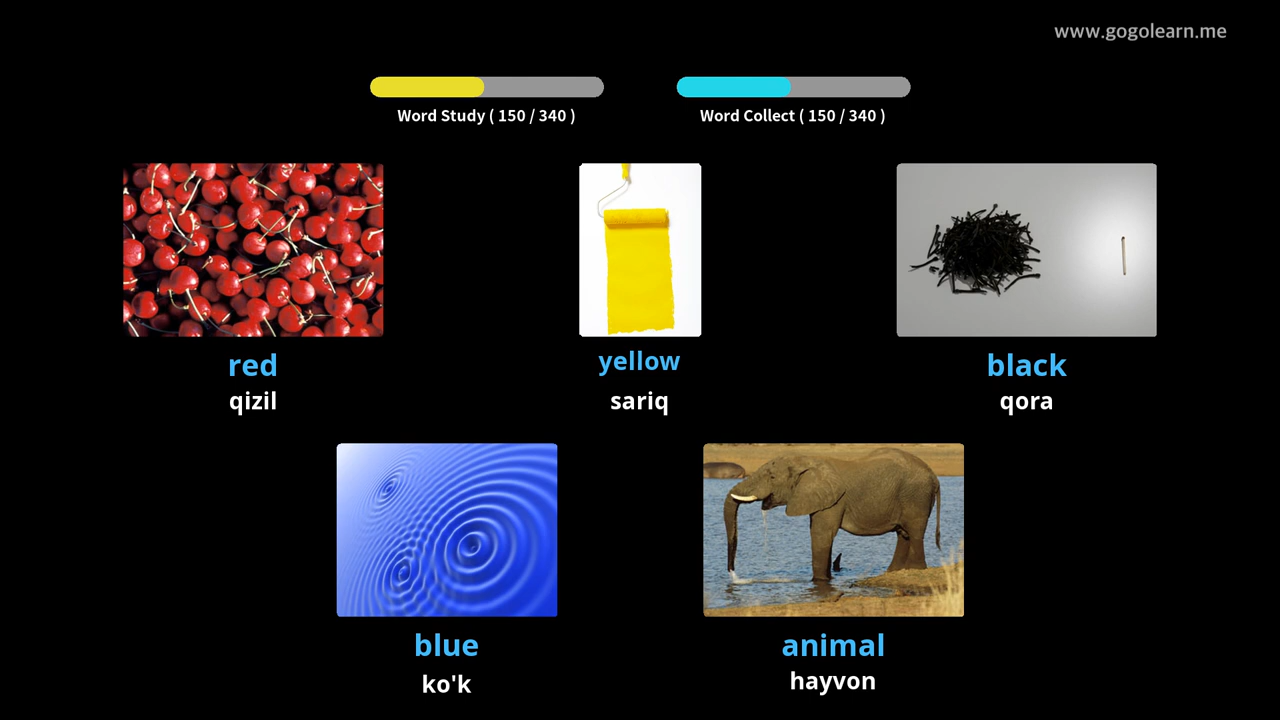 www.gogolearn.me
Word Study ( 150 / 340 )
Word Collect ( 150 / 340 )
red
qizil
yellow
sariq
black
qora
blue
ko'k
animal
hayvon